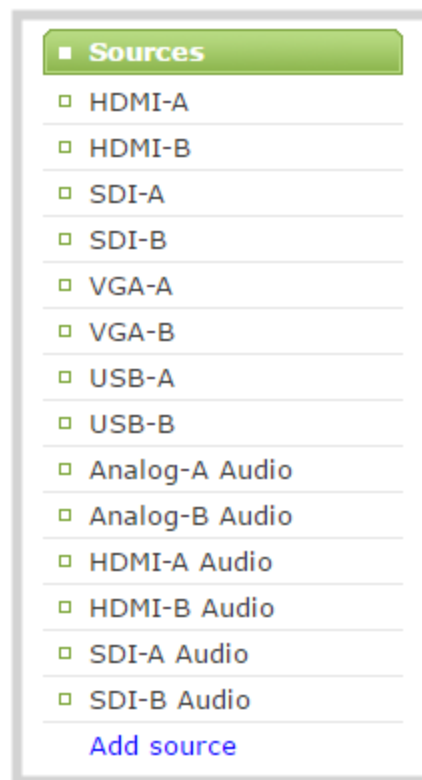 Sources
HDMI-A
HDMI-B
SDI-A
SDI-B
VGA-A
VGA-B
USB-A
USB-B
Analog-A Audio
Analog-B Audio
HDMI-A Audio
HDMI-B Audio
SDI-A Audio
SDI-B Audio
Add source